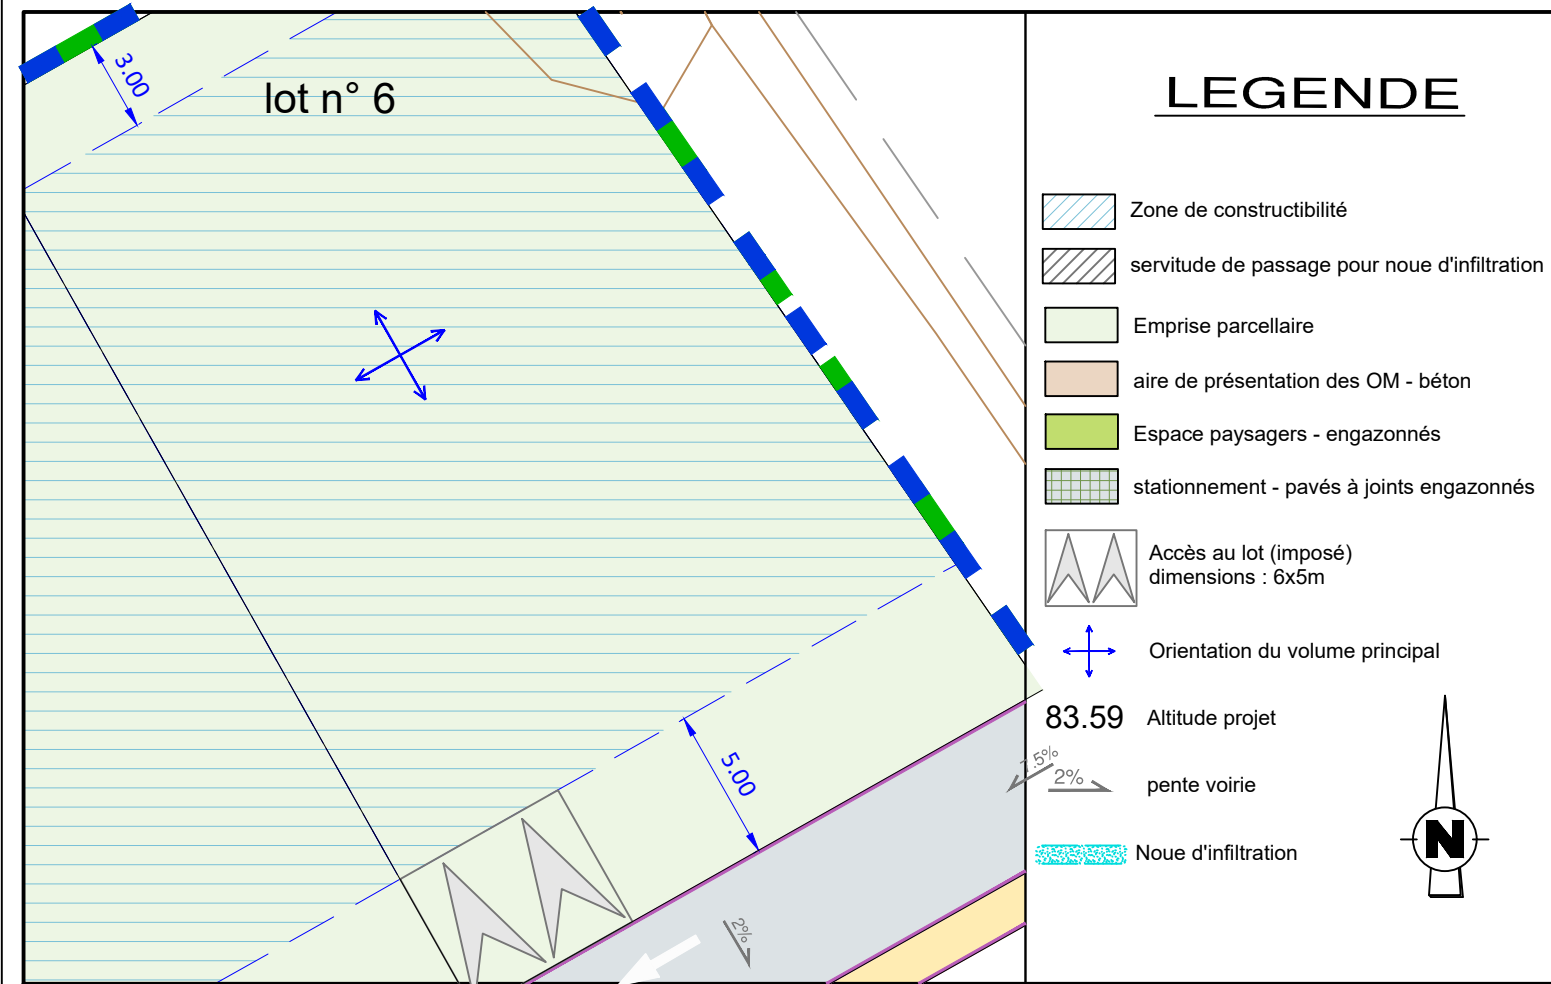 3.00
lot n° 6
5.00
2%
LEGENDE
Zone de constructibilité
servitude de passage pour noue d'infiltration
Emprise parcellaire
aire de présentation des OM - béton
Espace paysagers - engazonnés
stationnement - pavés à joints engazonnés
Accès au lot (imposé)
dimensions : 6x5m
Orientation du volume principal
83.59 Altitude projet
2% pente voirie
Noue d'infiltration
N